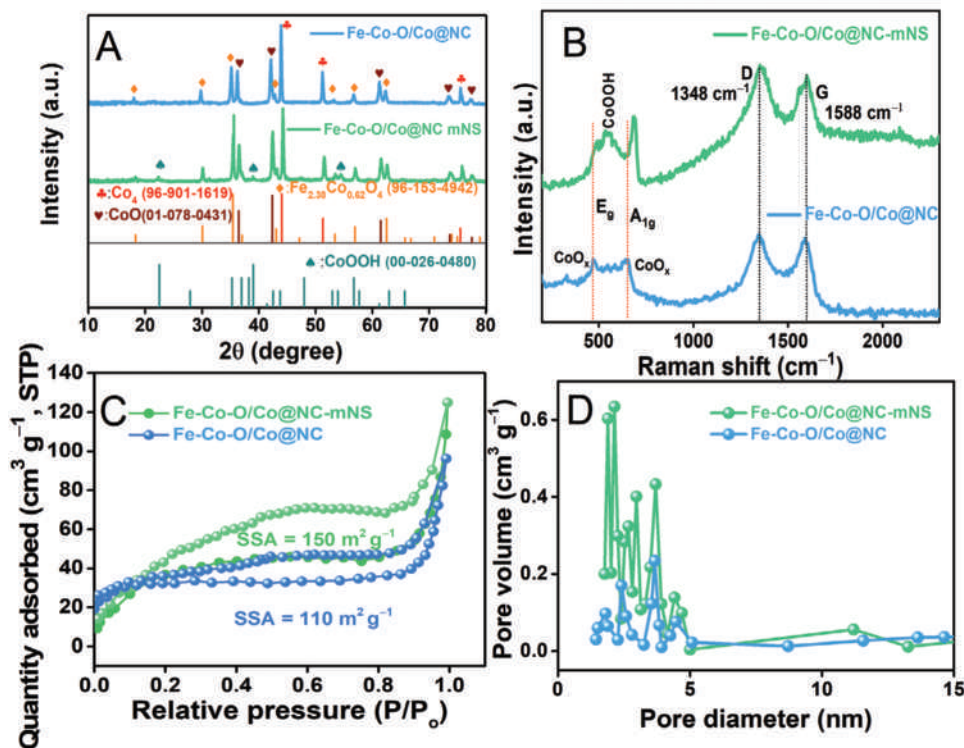 A
Fe-Co-O/Co@NC
Fe-Co-O/Co@NC mNS
♣:Co4 (96-901-1619)
♦:Fe2.38Co0.62O4 (96-153-4942)
♥:CoO(01-078-0431)
♠:CoOOH (00-026-0480)
Intensity (a.u.)
10 20 30 40 50 60 70 80
2θ (degree)
B
Fe-Co-O/Co@NC-mNS
D
1348 cm⁻¹
G
1588 cm⁻¹
CoOOH
Eg
A1g
Fe-Co-O/Co@NC
CoOx
CoOx
Intensity (a.u.)
500 1000 1500 2000
Raman shift (cm⁻¹)
C
Fe-Co-O/Co@NC-mNS
Fe-Co-O/Co@NC
SSA = 150 m² g⁻¹
SSA = 110 m² g⁻¹
Quantity adsorbed (cm³ g⁻¹, STP)
140
120
100
80
60
40
20
0
0.0 0.2 0.4 0.6 0.8 1.0
Relative pressure (P/Po)
D
Fe-Co-O/Co@NC-mNS
Fe-Co-O/Co@NC
Pore volume (cm³ g⁻¹)
0.6
0.4
0.2
0.0
0 5 10 15
Pore diameter (nm)